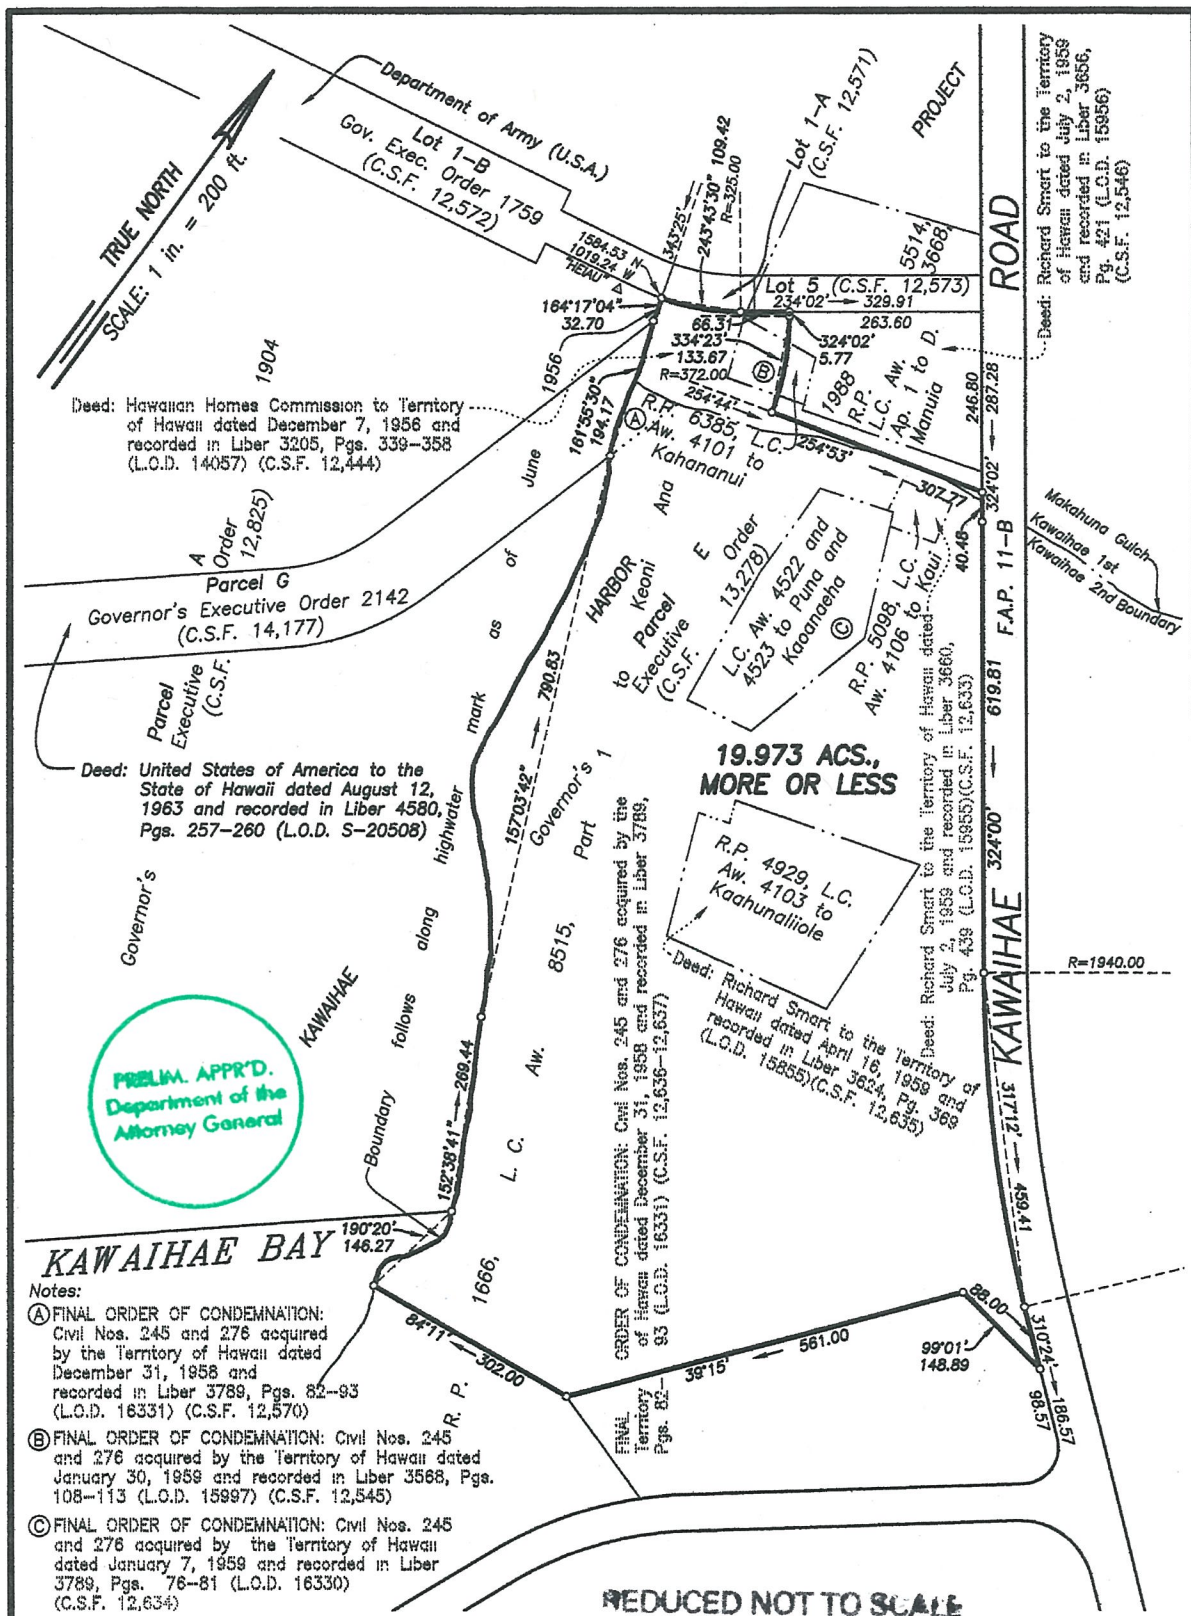 Department of Army (U.S.A.)
Lot 1-B
Gov. Exec. Order 1759
(C.S.F. 12,572)
TRUE NORTH
SCALE: 1 in. = 200 ft.
1584.53 N
1019.24 W
"HEIAU"
343°25'
243°43'30" 109.42
R=325.00
Lot 1-A
(C.S.F. 12,571)
PROJECT
5514,
3668,
Lot 5 (C.S.F. 12,573)
234°02' 329.91
263.60
164°17'04"
32.70
66.31
334°23'
133.67
R=372.00
324°02'
5.77
B
254°44'
1988
R.P. Aw.
L.C. Aw.
Ap. 1 to D.
Manuia
Deed: Richard Smart to the Territory
of Hawaii dated July 2, 1959
and recorded in Liber 3656,
Pg. 421 (L.O.D. 15956)
(C.S.F. 12,546)
ROAD
246.80
324°02' 287.28
1904
1956
June
of
as
mark
highwater
along
follows
Boundary
Deed: Hawaiian Homes Commission to Territory
of Hawaii dated December 7, 1956 and
recorded in Liber 3205, Pgs. 339-358
(L.O.D. 14057) (C.S.F. 12,444)
161°55'30"
194.17
A
R.P. 6385, L.C.
Aw. 4101 to
Kahananui
254°53'
307.77
40.48
F.A.P. 11-B
Makahuna Gulch
Kawaihae 1st
Kawaihae 2nd Boundary
A
Order
12,825)
Parcel G
Governor's Executive Order 2142
(C.S.F. 14,177)
Parcel
Executive
(C.S.F.
Governor's
HARBOR
KAWAIHAE
Ana
Keoni
to
E
Parcel
Order
Executive
13,278)
(C.S.F.
Governor's
1
Part
8515,
Aw.
L. C.
1666,
R. P.
L.C. Aw. 4522 and
4523 to Puna and
Kaoanaeha
C
R.P. 5098, L.C.
Aw. 4106 to Kaui
Deed: Richard Smart to the Territory of Hawaii dated
July 2, 1959 and recorded in Liber 3660,
Pg. 439 (L.O.D. 15955)(C.S.F. 12,633)
619.81
324°00'
Deed: United States of America to the
State of Hawaii dated August 12,
1963 and recorded in Liber 4580,
Pgs. 257-260 (L.O.D. S-20508)
790.83
157°03'42"
19.973 ACS.,
MORE OR LESS
R.P. 4929, L.C.
Aw. 4103 to
Kaahunaliiole
Deed: Richard Smart to the Territory of
Hawaii dated April 16, 1959 and
recorded in Liber 3624, Pg. 369
(L.O.D. 15855)(C.S.F. 12,635)
FINAL ORDER OF CONDEMNATION: Civil Nos. 245 and 276 acquired by the
Territory of Hawaii dated December 31, 1958 and recorded in Liber 3789,
Pgs. 82-93 (L.O.D. 16331) (C.S.F. 12,636-12,637)
R=1940.00
KAWAIHAE
317°12' 459.41
PRELIM. APPR'D.
Department of the
Attorney General
152°38'41" 269.44
KAWAIHAE BAY
190°20'
146.27
84°11'
302.00
39°15'
561.00
88.00
99°01'
148.89
310°24' 186.57
98.57
Notes:
A FINAL ORDER OF CONDEMNATION:
Civil Nos. 245 and 276 acquired
by the Territory of Hawaii dated
December 31, 1958 and
recorded in Liber 3789, Pgs. 82-93
(L.O.D. 16331) (C.S.F. 12,570)
B FINAL ORDER OF CONDEMNATION: Civil Nos. 245
and 276 acquired by the Territory of Hawaii dated
January 30, 1959 and recorded in Liber 3568, Pgs.
108-113 (L.O.D. 15997) (C.S.F. 12,545)
C FINAL ORDER OF CONDEMNATION: Civil Nos. 245
and 276 acquired by the Territory of Hawaii
dated January 7, 1959 and recorded in Liber
3789, Pgs. 76-81 (L.O.D. 16330)
(C.S.F. 12,634)
REDUCED NOT TO SCALE